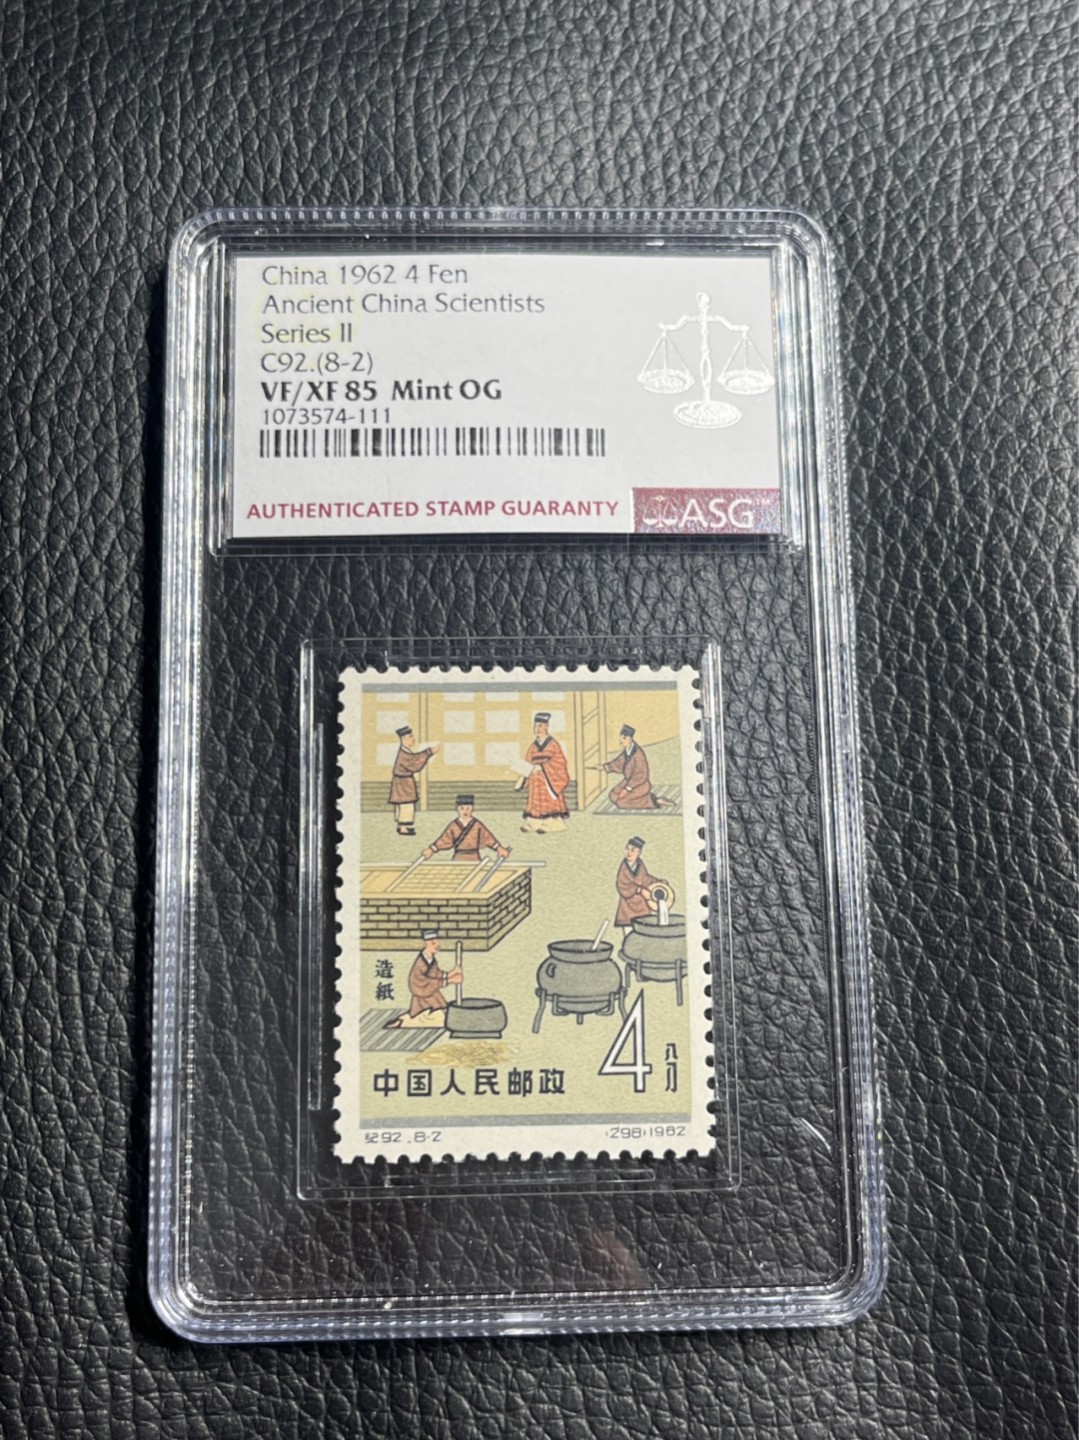 China 1962 4 Fen
Ancient China Scientists
Series II
C92.(8-2)
VF/XF 85 Mint OG
1073574-111
AUTHENTICATED STAMP GUARANTY
ASG™
造紙
中国人民邮政
4 八分
纪92.8-2
(298)1962